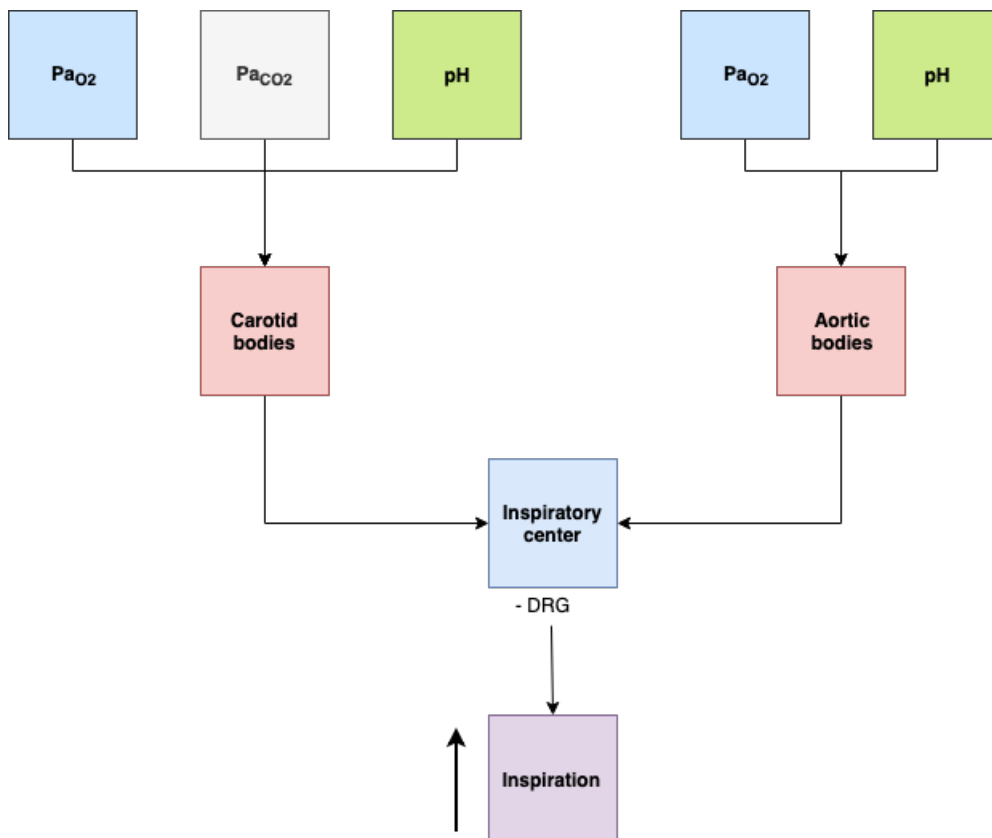 PaO2
PaCO2
pH
PaO2
pH
Carotid
bodies
Aortic
bodies
Inspiratory
center
- DRG
Inspiration